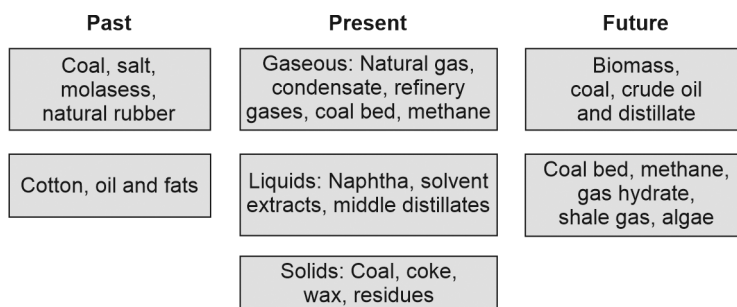 Past
Coal, salt,
molasess,
natural rubber
Cotton, oil and fats
Present
Gaseous: Natural gas,
condensate, refinery
gases, coal bed, methane
Liquids: Naphtha, solvent
extracts, middle distillates
Solids: Coal, coke,
wax, residues
Future
Biomass,
coal, crude oil
and distillate
Coal bed, methane,
gas hydrate,
shale gas, algae